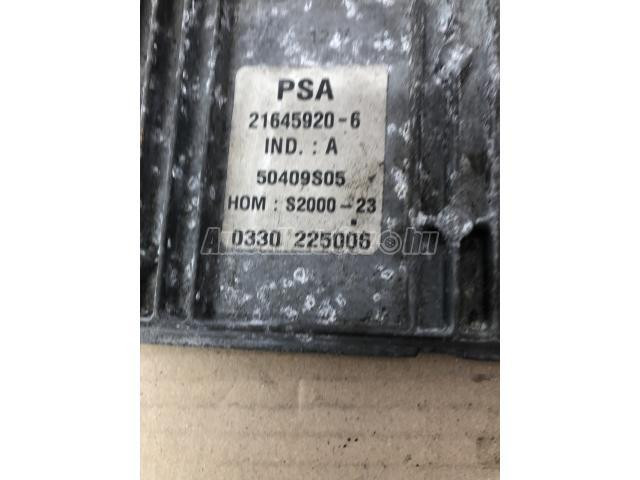 PSA
21645920-6
IND. : A
50409S05
HOM : S2000-23
0330 225006